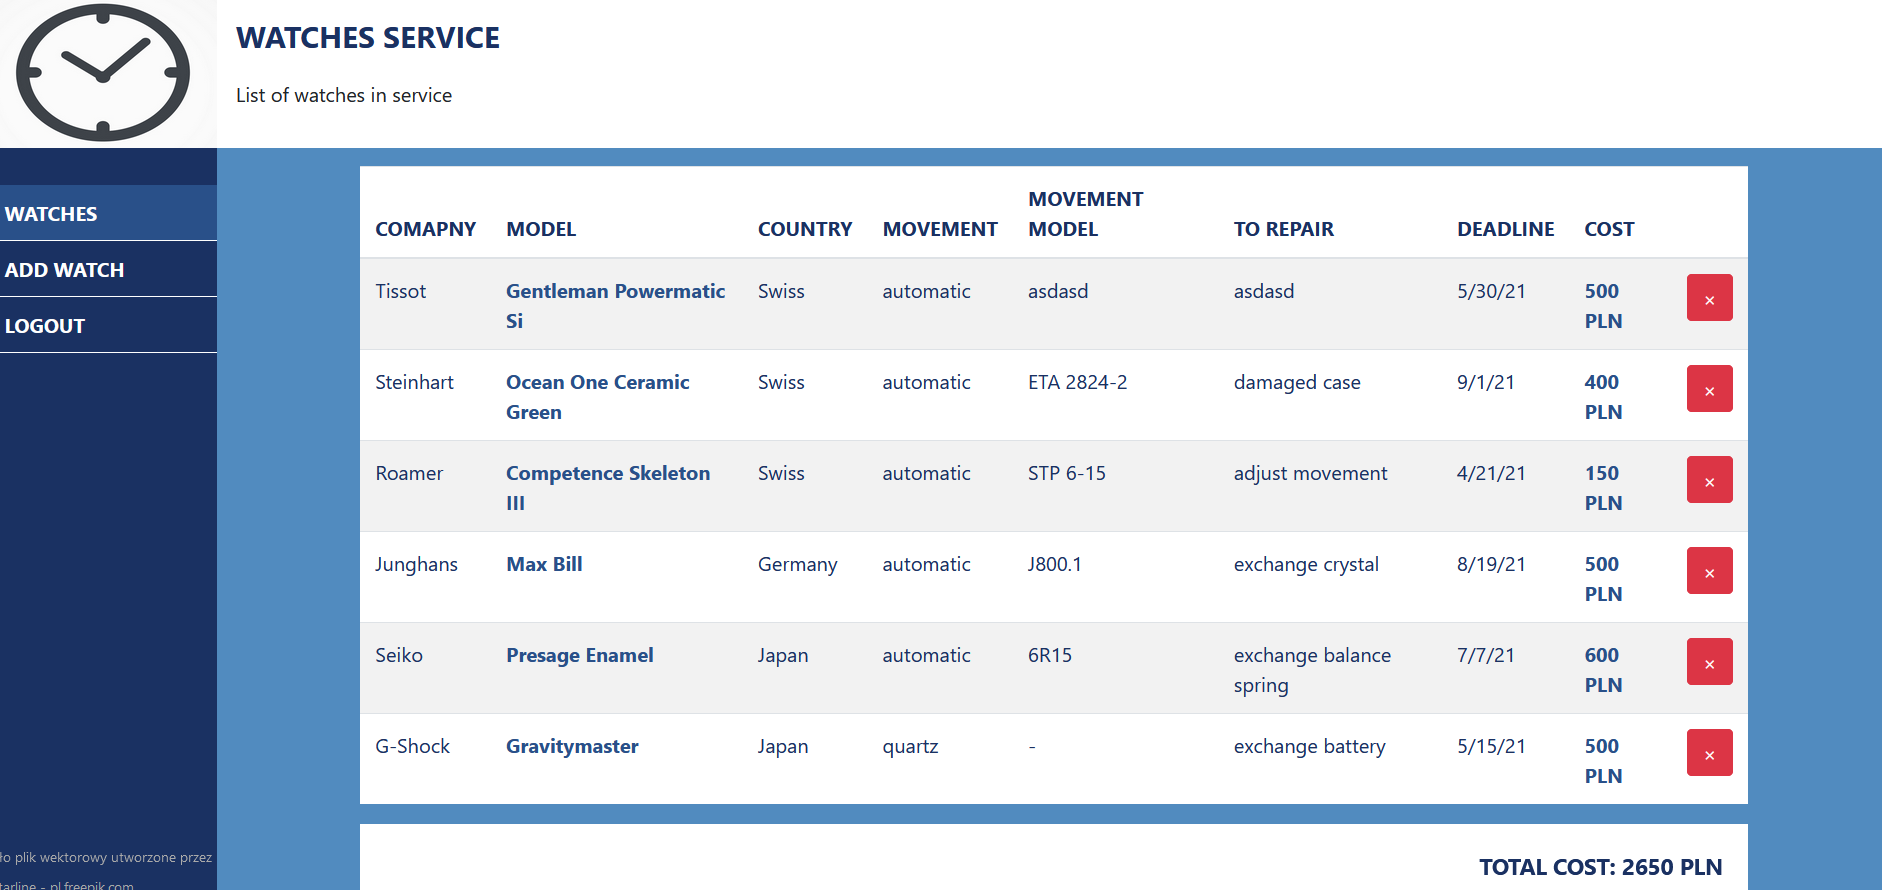 WATCHES SERVICE
List of watches in service
WATCHES
ADD WATCH
LOGOUT
COMAPNY MODEL COUNTRY MOVEMENT MOVEMENT MODEL TO REPAIR DEADLINE COST
Tissot Gentleman Powermatic Si Swiss automatic asdasd asdasd 5/30/21 500 PLN ×
Steinhart Ocean One Ceramic Green Swiss automatic ETA 2824-2 damaged case 9/1/21 400 PLN ×
Roamer Competence Skeleton III Swiss automatic STP 6-15 adjust movement 4/21/21 150 PLN ×
Junghans Max Bill Germany automatic J800.1 exchange crystal 8/19/21 500 PLN ×
Seiko Presage Enamel Japan automatic 6R15 exchange balance spring 7/7/21 600 PLN ×
G-Shock Gravitymaster Japan quartz - exchange battery 5/15/21 500 PLN ×
TOTAL COST: 2650 PLN
plik wektorowy utworzone przez
- pl.freepik.com